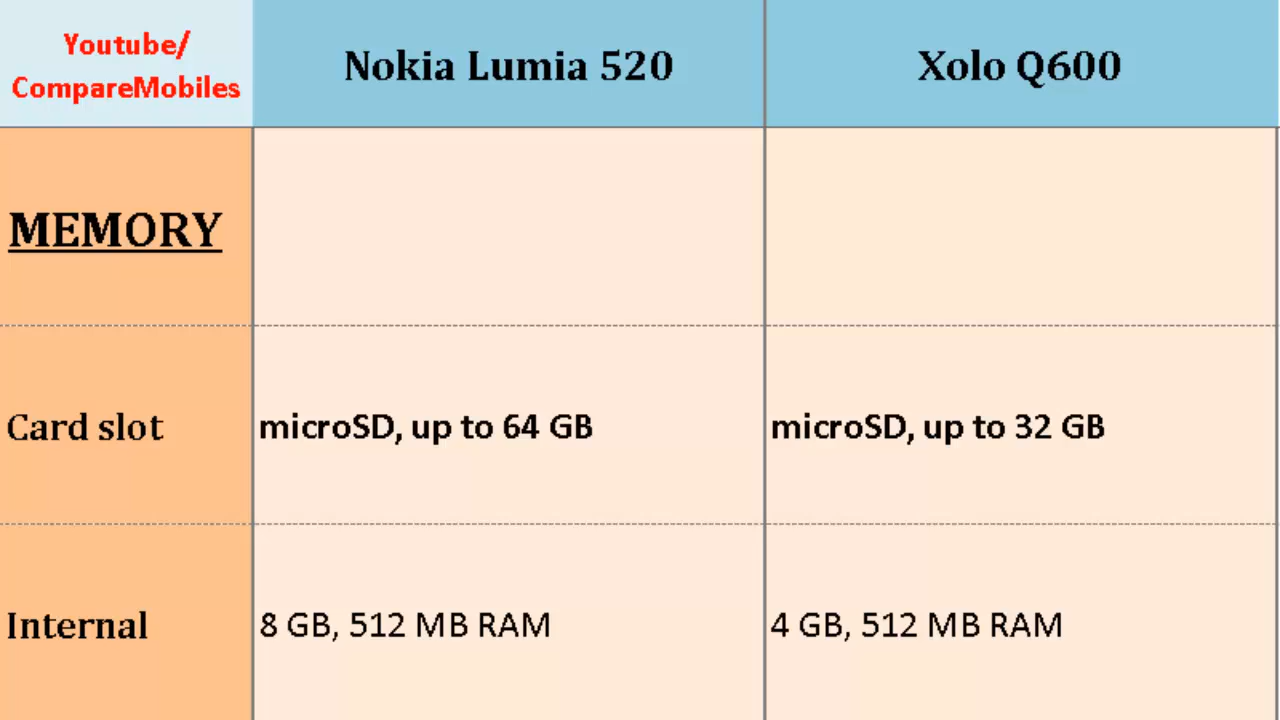 Youtube/
CompareMobiles
Nokia Lumia 520
Xolo Q600
MEMORY
Card slot
microSD, up to 64 GB
microSD, up to 32 GB
Internal
8 GB, 512 MB RAM
4 GB, 512 MB RAM